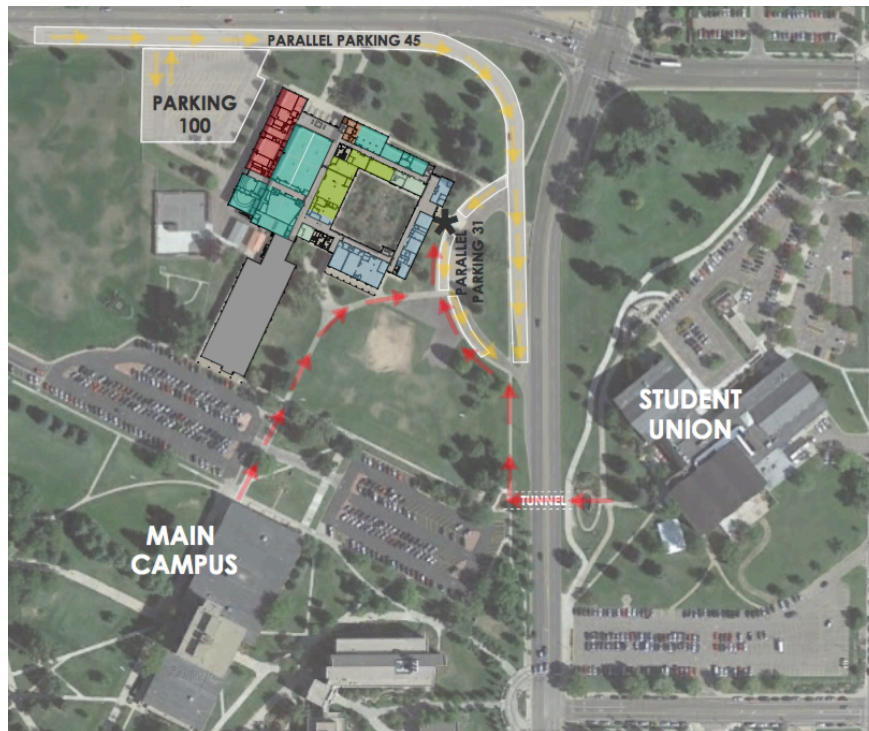 PARALLEL PARKING 45
PARKING
100
PARALLEL
PARKING 31
*
STUDENT
UNION
TUNNEL
MAIN
CAMPUS